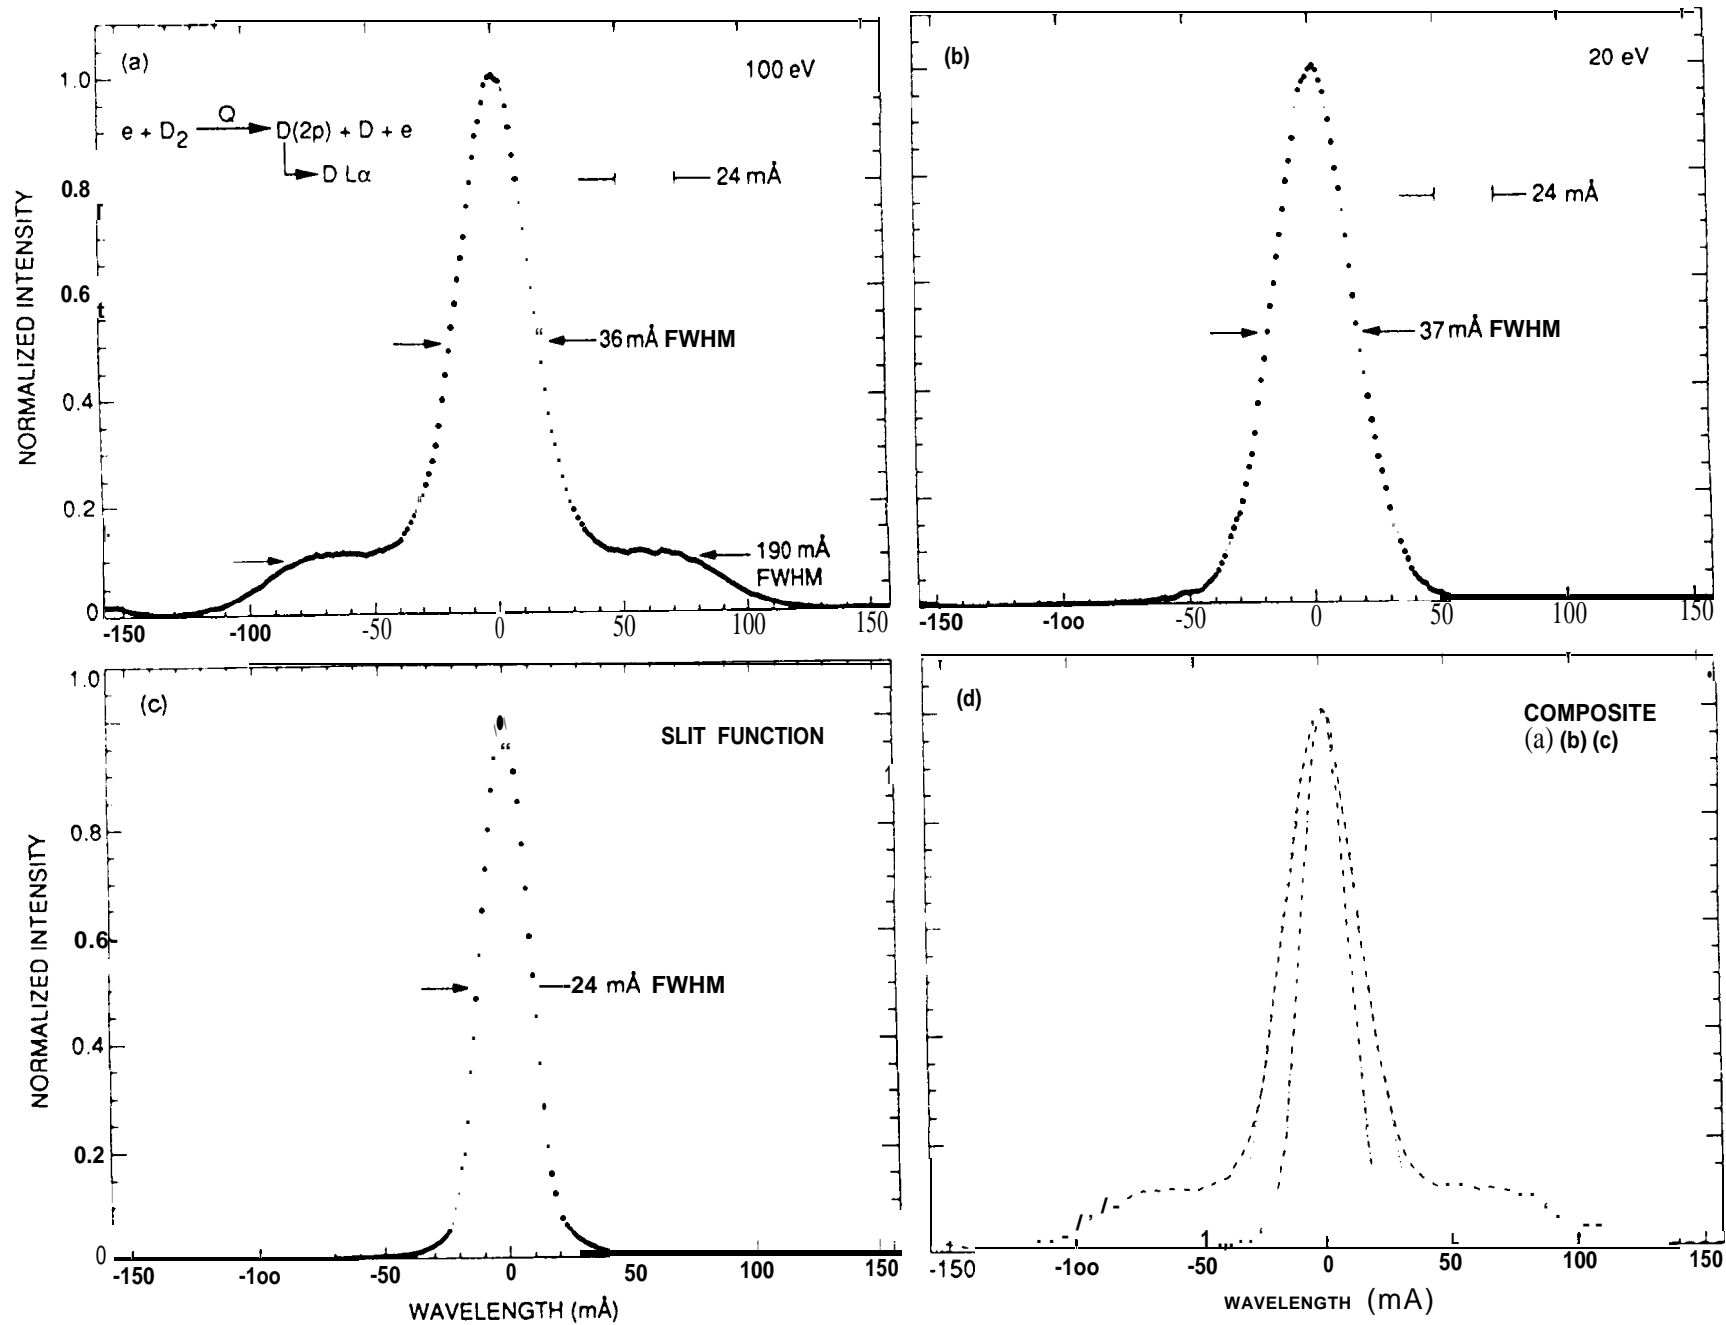 (a)
100 eV
1.0
Q
e + D2 D(2p) + D + e
D Lα
24 mÅ
0.8
0.6
36 mÅ FWHM
0.4
0.2
190 mÅ
FWHM
0
-150 -100 -50 0 50 100 150
NORMALIZED INTENSITY
(b)
20 eV
24 mÅ
37 mÅ FWHM
-150 -100 -50 0 50 100 150
(c)
SLIT FUNCTION
1.0
0.8
0.6
-24 mÅ FWHM
0.4
0.2
0
-150 -100 -50 0 50 100 150
NORMALIZED INTENSITY
WAVELENGTH (mÅ)
(d)
COMPOSITE
(a) (b) (c)
-150 -100 0 50 100 150
WAVELENGTH (mA)